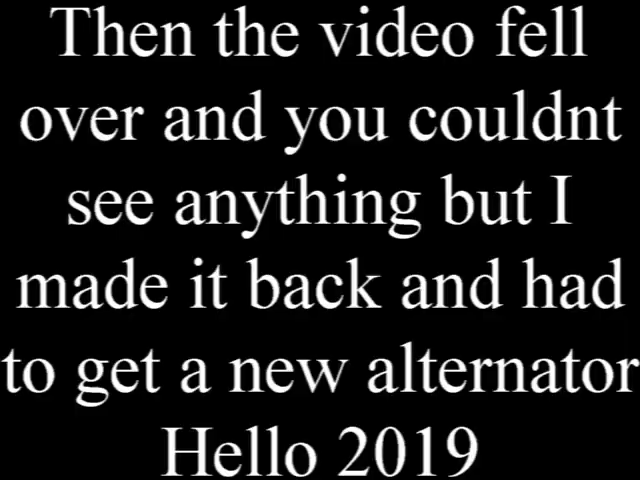 Then the video fell
over and you couldnt
see anything but I
made it back and had
to get a new alternator
Hello 2019